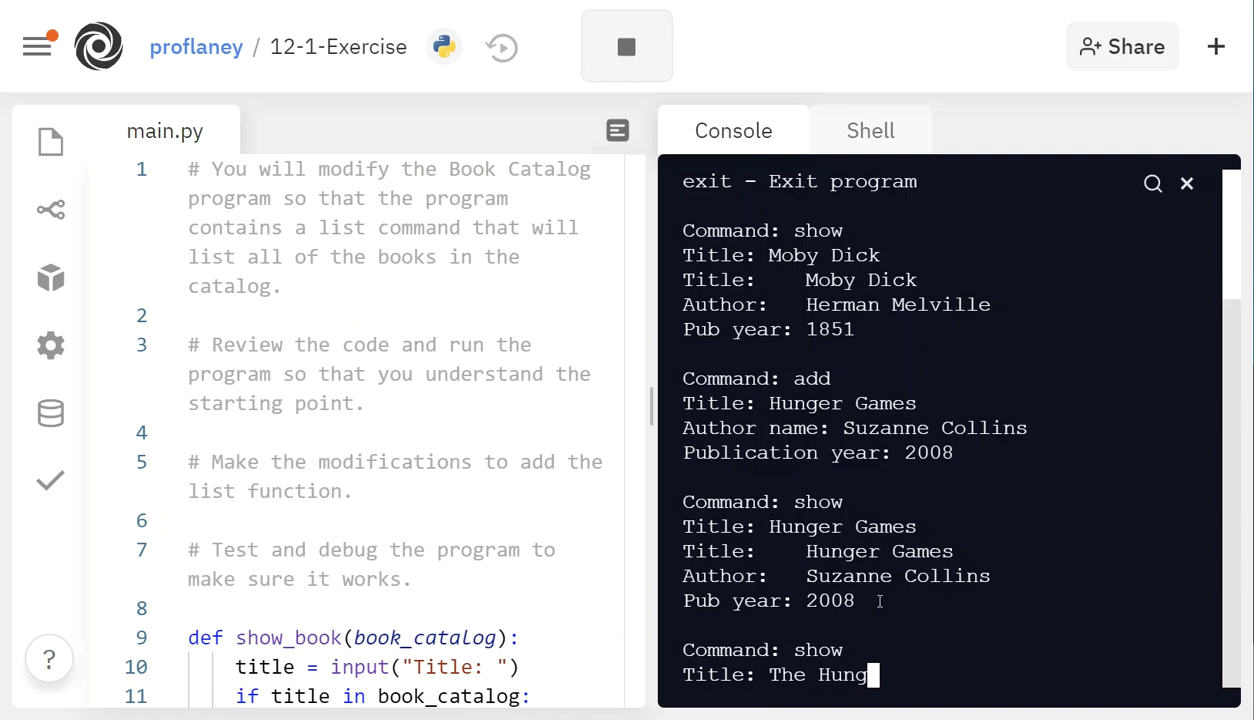 proflaney / 12-1-Exercise
Share
main.py
Console
Shell
1 # You will modify the Book Catalog
program so that the program
contains a list command that will
list all of the books in the
catalog.
2
3 # Review the code and run the
program so that you understand the
starting point.
4
5 # Make the modifications to add the
list function.
6
7 # Test and debug the program to
make sure it works.
8
9 def show_book(book_catalog):
10 title = input("Title: ")
11 if title in book_catalog:
exit - Exit program
Command: show
Title: Moby Dick
Title:    Moby Dick
Author:   Herman Melville
Pub year: 1851
Command: add
Title: Hunger Games
Author name: Suzanne Collins
Publication year: 2008
Command: show
Title: Hunger Games
Title:    Hunger Games
Author:   Suzanne Collins
Pub year: 2008
Command: show
Title: The Hung
?